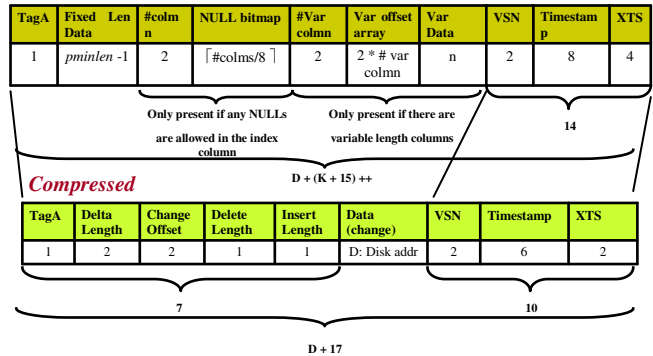 TagA Fixed Len Data #colm n NULL bitmap #Var colmn Var offset array Var Data VSN Timestam p XTS
1 pminlen -1 2 ⌈#colms/8⌉ 2 2 * # var colmn n 2 8 4
Only present if any NULLs are allowed in the index column
Only present if there are variable length columns
14
D + (K + 15) ++
Compressed
TagA Delta Length Change Offset Delete Length Insert Length Data (change) VSN Timestamp XTS
1 2 2 1 1 D: Disk addr 2 6 2
7 10
D + 17